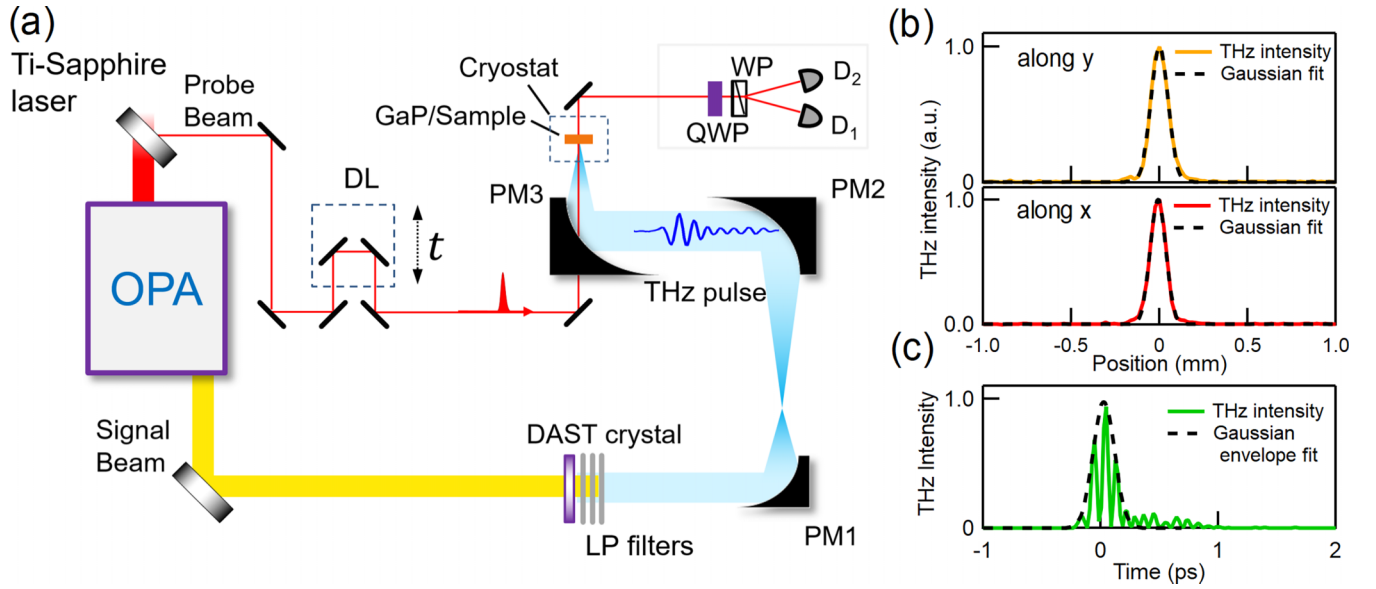 (a)
Ti-Sapphire
laser
Probe
Beam
OPA
Signal
Beam
DL
t
Cryostat
GaP/Sample
PM3
THz pulse
PM2
WP
QWP
D2
D1
DAST crystal
LP filters
PM1
(b)
THz intensity (a.u.)
1.0
0
along y
THz intensity
Gaussian fit
1.0
0.0
along x
THz intensity
Gaussian fit
-1.0 -0.5 0 0.5 1.0
Position (mm)
(c)
THz Intensity
1.0
0
THz intensity
Gaussian
envelope fit
-1 0 1 2
Time (ps)